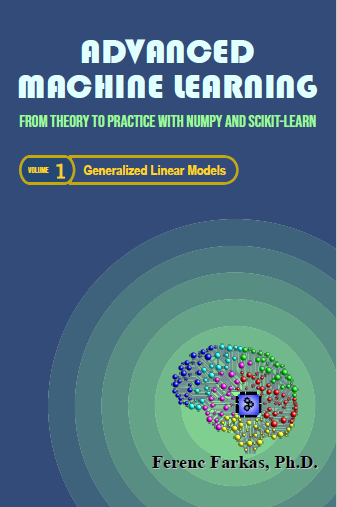 ADVANCED
MACHINE LEARNING
FROM THEORY TO PRACTICE WITH NUMPY AND SCIKIT-LEARN
VOLUME 1 Generalized Linear Models
Ferenc Farkas, Ph.D.